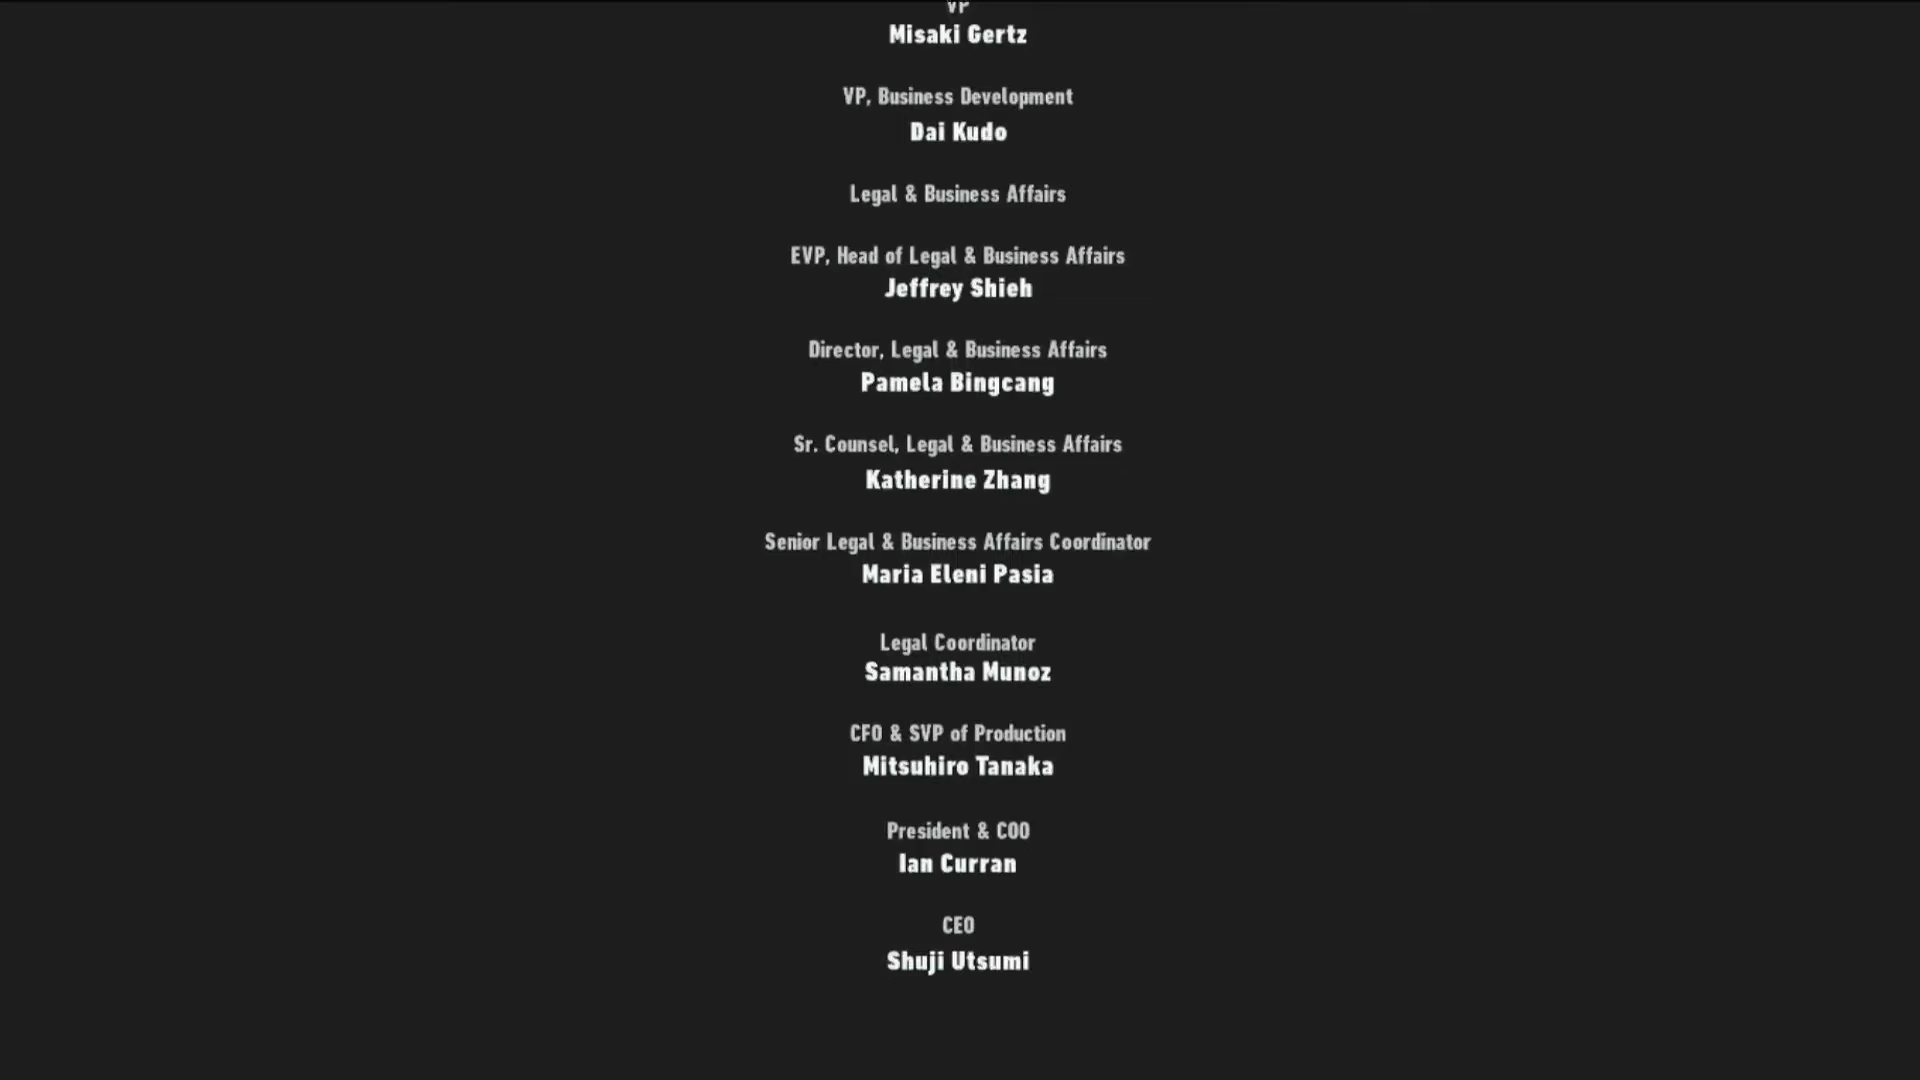 VP
Misaki Gertz
VP, Business Development
Dai Kudo
Legal & Business Affairs
EVP, Head of Legal & Business Affairs
Jeffrey Shieh
Director, Legal & Business Affairs
Pamela Bingcang
Sr. Counsel, Legal & Business Affairs
Katherine Zhang
Senior Legal & Business Affairs Coordinator
Maria Eleni Pasia
Legal Coordinator
Samantha Munoz
CFO & SVP of Production
Mitsuhiro Tanaka
President & COO
Ian Curran
CEO
Shuji Utsumi